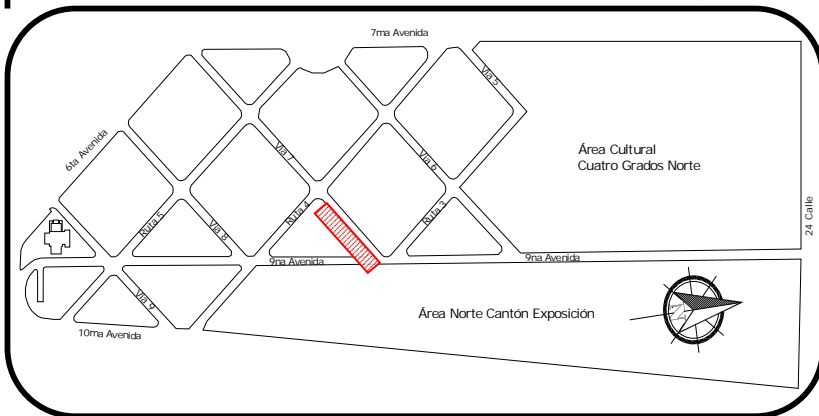 7ma Avenida
Vía 5
6ta Avenida
Vía 7
Vía 6
Área Cultural
Cuatro Grados Norte
24 Calle
Ruta 5
Vía 8
Ruta 4
Ruta 3
9na Avenida
9na Avenida
Vía 9
10ma Avenida
Área Norte Cantón Exposición